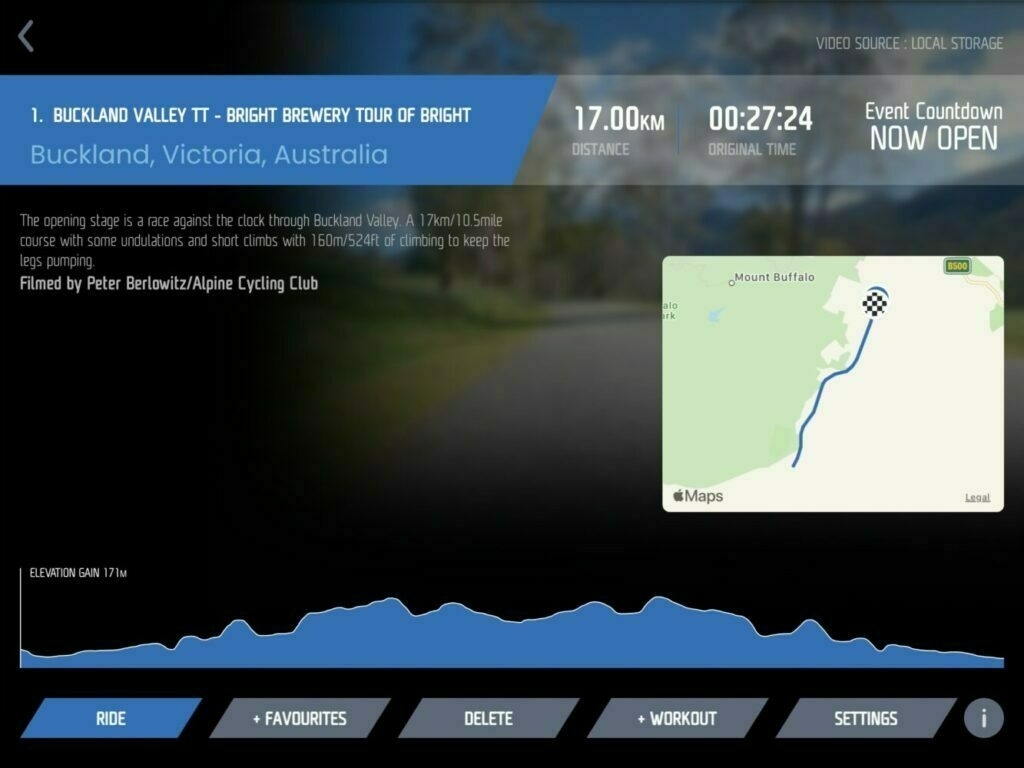 VIDEO SOURCE : LOCAL STORAGE
1. BUCKLAND VALLEY TT - BRIGHT BREWERY TOUR OF BRIGHT
Buckland, Victoria, Australia
17.00KM
DISTANCE
00:27:24
ORIGINAL TIME
Event Countdown
NOW OPEN
The opening stage is a race against the clock through Buckland Valley. A 17km/10.5mile
course with some undulations and short climbs with 160m/524ft of climbing to keep the
legs pumping.
Filmed by Peter Berlowitz/Alpine Cycling Club
B500
Mount Buffalo
alo
ark
Maps
Legal
ELEVATION GAIN 171M
RIDE
+ FAVOURITES
DELETE
+ WORKOUT
SETTINGS
i